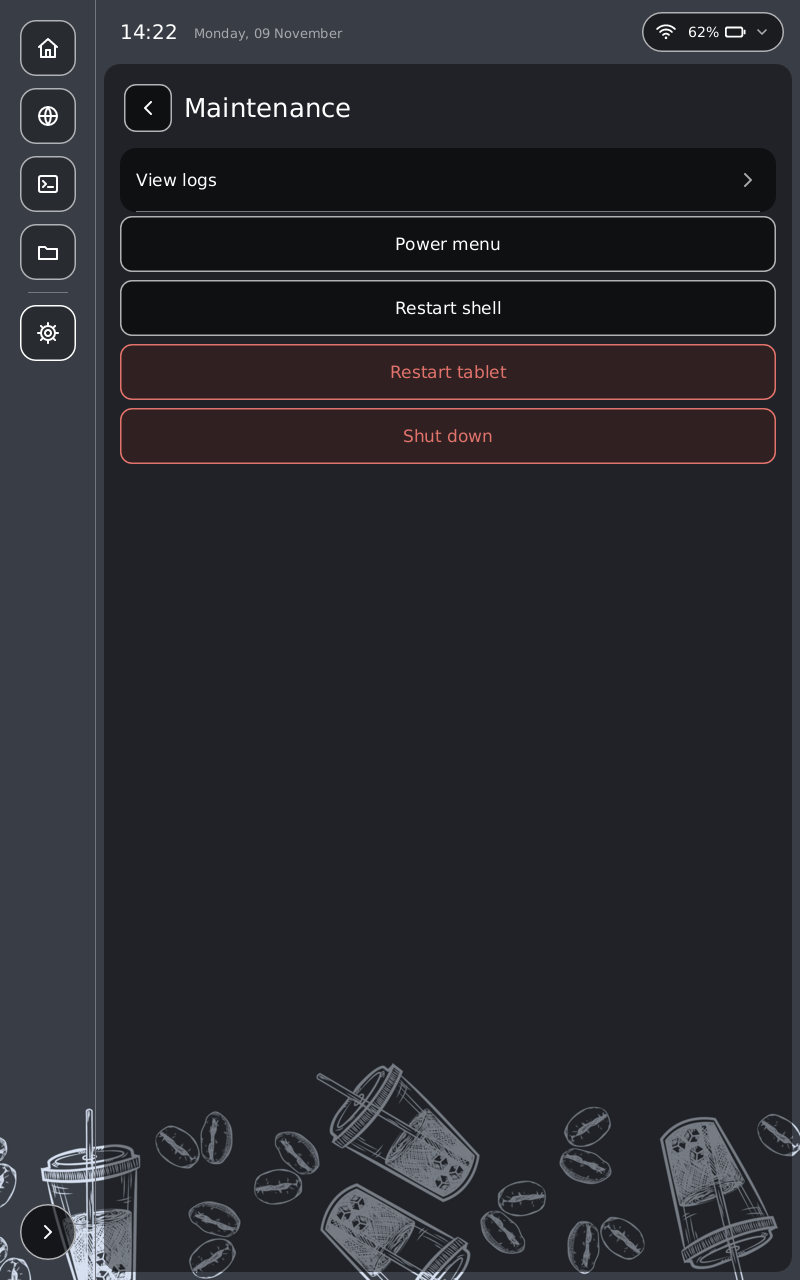 14:22 Monday, 09 November 62%
Maintenance
View logs
Power menu
Restart shell
Restart tablet
Shut down